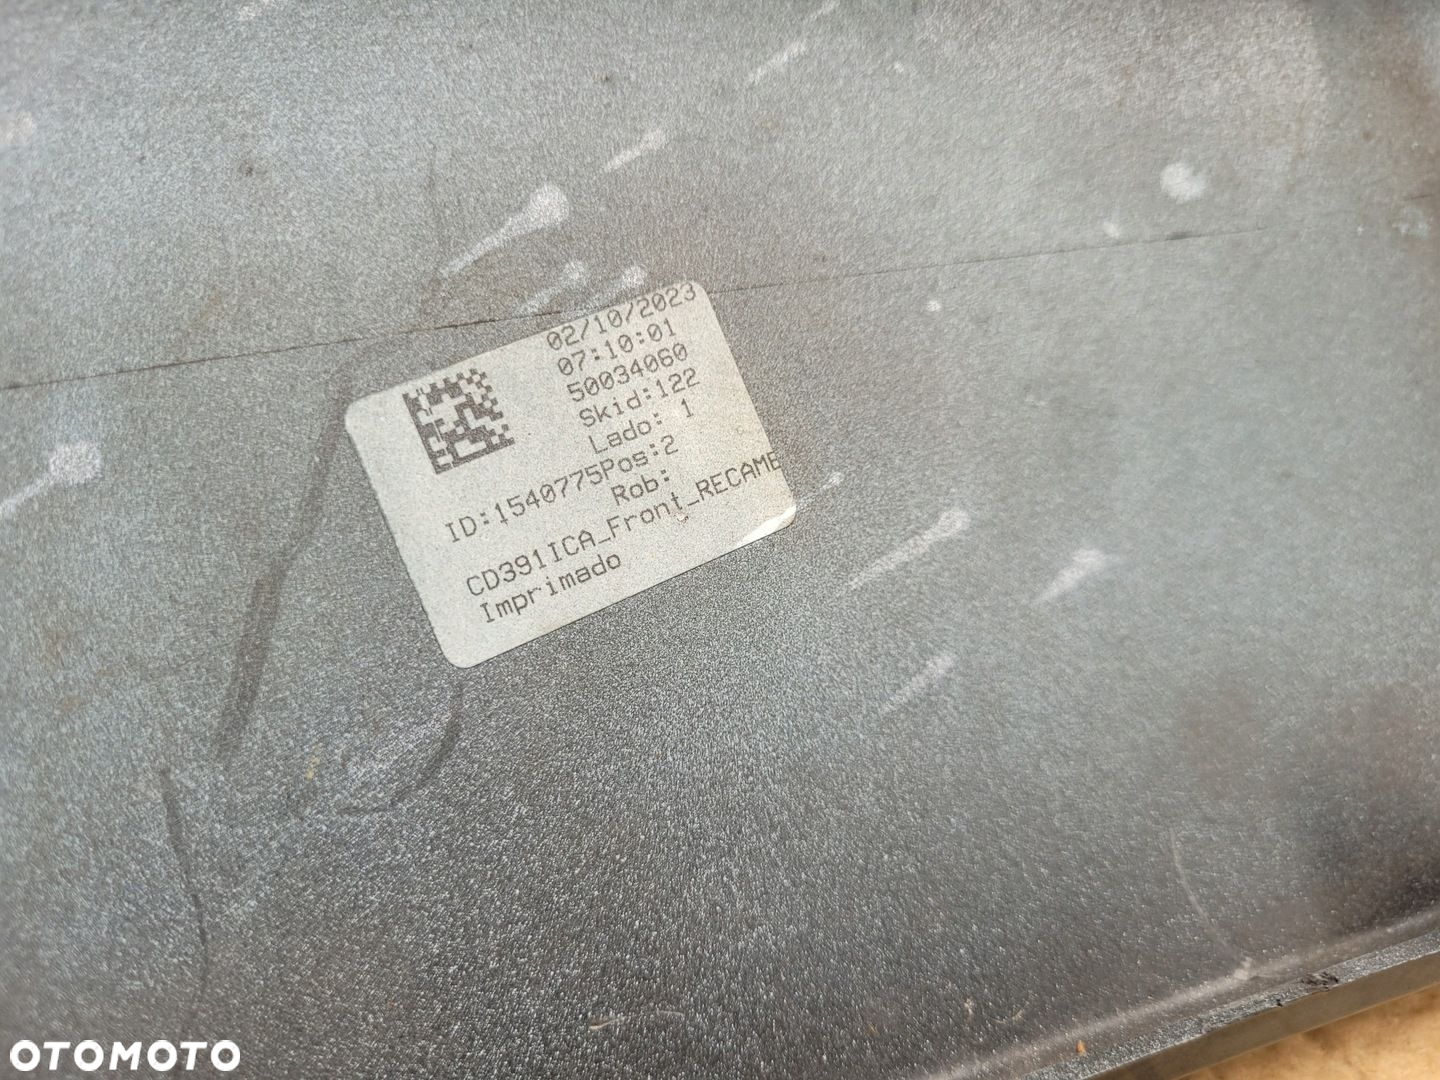 02/10/2023
07:10:01
50034060
Skid:122
Lado: 1
ID:1540775Pos:2
Rob:
CD391ICA_Front_RECAMB
Imprimado
OTOMOTO